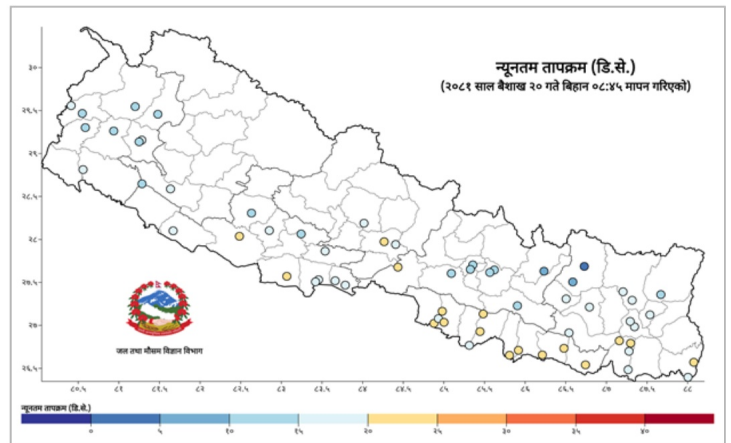 न्यूनतम तापक्रम (डि.से.)
(२०८१ साल बैशाख २० गते बिहान ०८:४५ मापन गरिएको)
३०
२९.५
२९
२८.५
२८
२७.५
२७
२६.५
जल तथा मौसम विज्ञान विभाग
८०.५ ८१ ८१.५ ८२ ८२.५ ८३ ८३.५ ८४ ८४.५ ८५ ८५.५ ८६ ८६.५ ८७ ८७.५ ८८
न्यूनतम तापक्रम (डि.से.)
० ५ १० १५ २० २५ ३० ३५ ४०